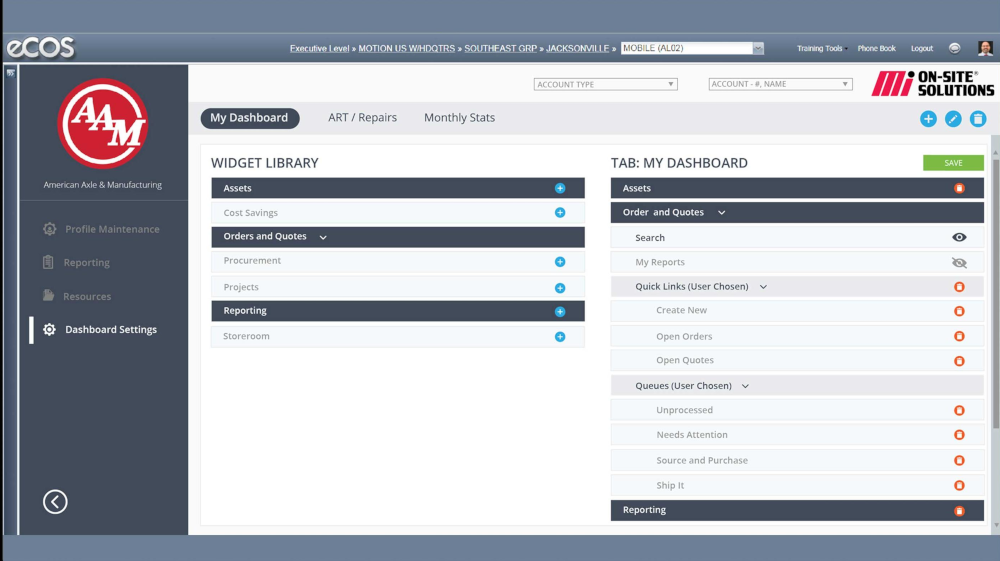 eCOS
Executive Level » MOTION US W/HDQTRS » SOUTHEAST GRP » JACKSONVILLE » MOBILE (AL02)
Training Tools
Phone Book
Logout
ACCOUNT TYPE
ACCOUNT - #, NAME
ON-SITE
SOLUTIONS
AAM
American Axle & Manufacturing
Profile Maintenance
Reporting
Resources
Dashboard Settings
My Dashboard
ART / Repairs
Monthly Stats
WIDGET LIBRARY
Assets
Cost Savings
Orders and Quotes
Procurement
Projects
Reporting
Storeroom
TAB: MY DASHBOARD
SAVE
Assets
Order and Quotes
Search
My Reports
Quick Links (User Chosen)
Create New
Open Orders
Open Quotes
Queues (User Chosen)
Unprocessed
Needs Attention
Source and Purchase
Ship It
Reporting